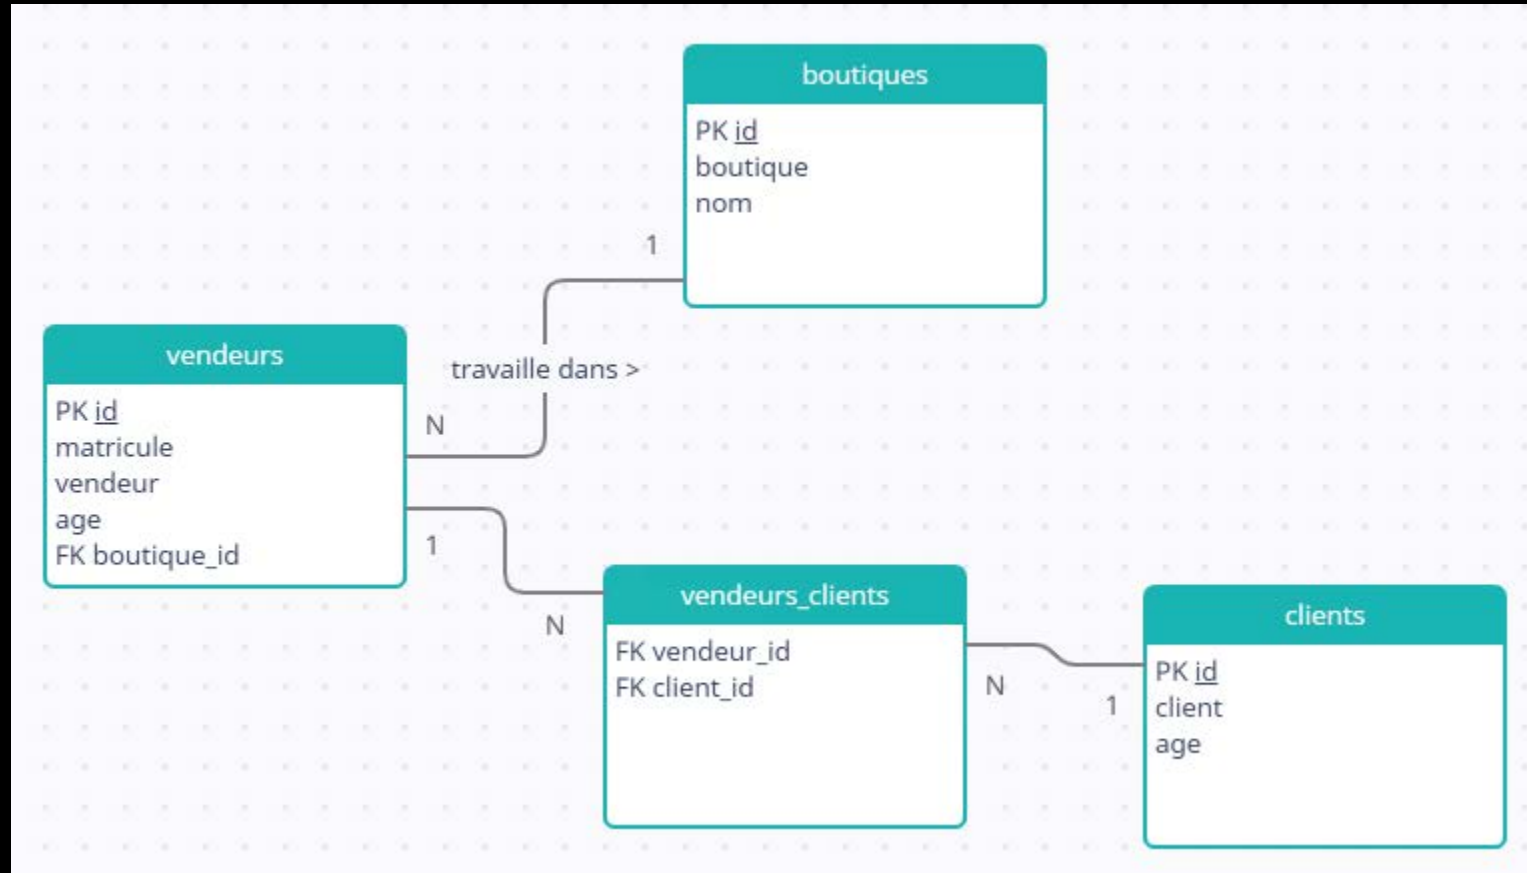 boutiques
PK id
boutique
nom
1
travaille dans >
vendeurs
PK id
matricule
vendeur
age
FK boutique_id
N
1
N
vendeurs_clients
FK vendeur_id
FK client_id
N
1
clients
PK id
client
age